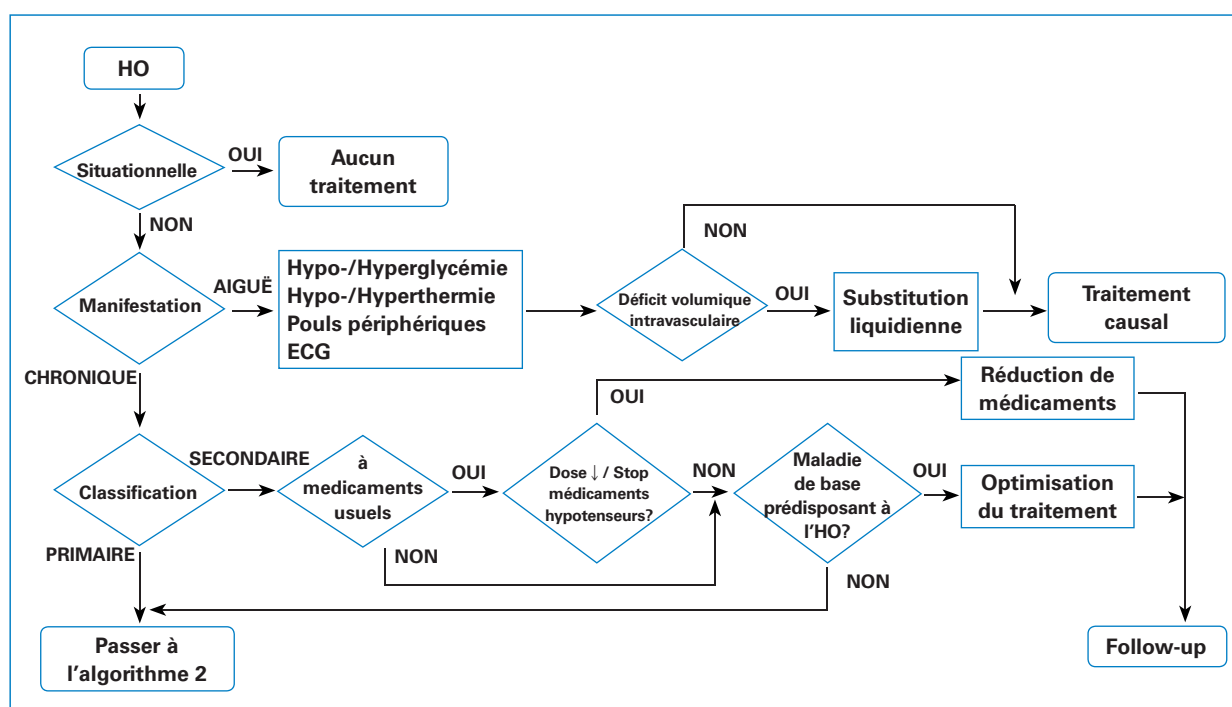 HO
Situationnelle
OUI
Aucun
traitement
NON
Manifestation
AIGUË
Hypo-/Hyperglycémie
Hypo-/Hyperthermie
Pouls périphériques
ECG
NON
Déficit volumique
intravasculaire
OUI
Substitution
liquidienne
Traitement
causal
CHRONIQUE
Classification
SECONDAIRE
à
medicaments
usuels
OUI
NON
Dose ↓ / Stop
médicaments
hypotenseurs?
OUI
Réduction de
médicaments
NON
Maladie
de base
prédisposant à
l’HO?
OUI
Optimisation
du traitement
NON
PRIMAIRE
Passer à
l’algorithme 2
Follow-up